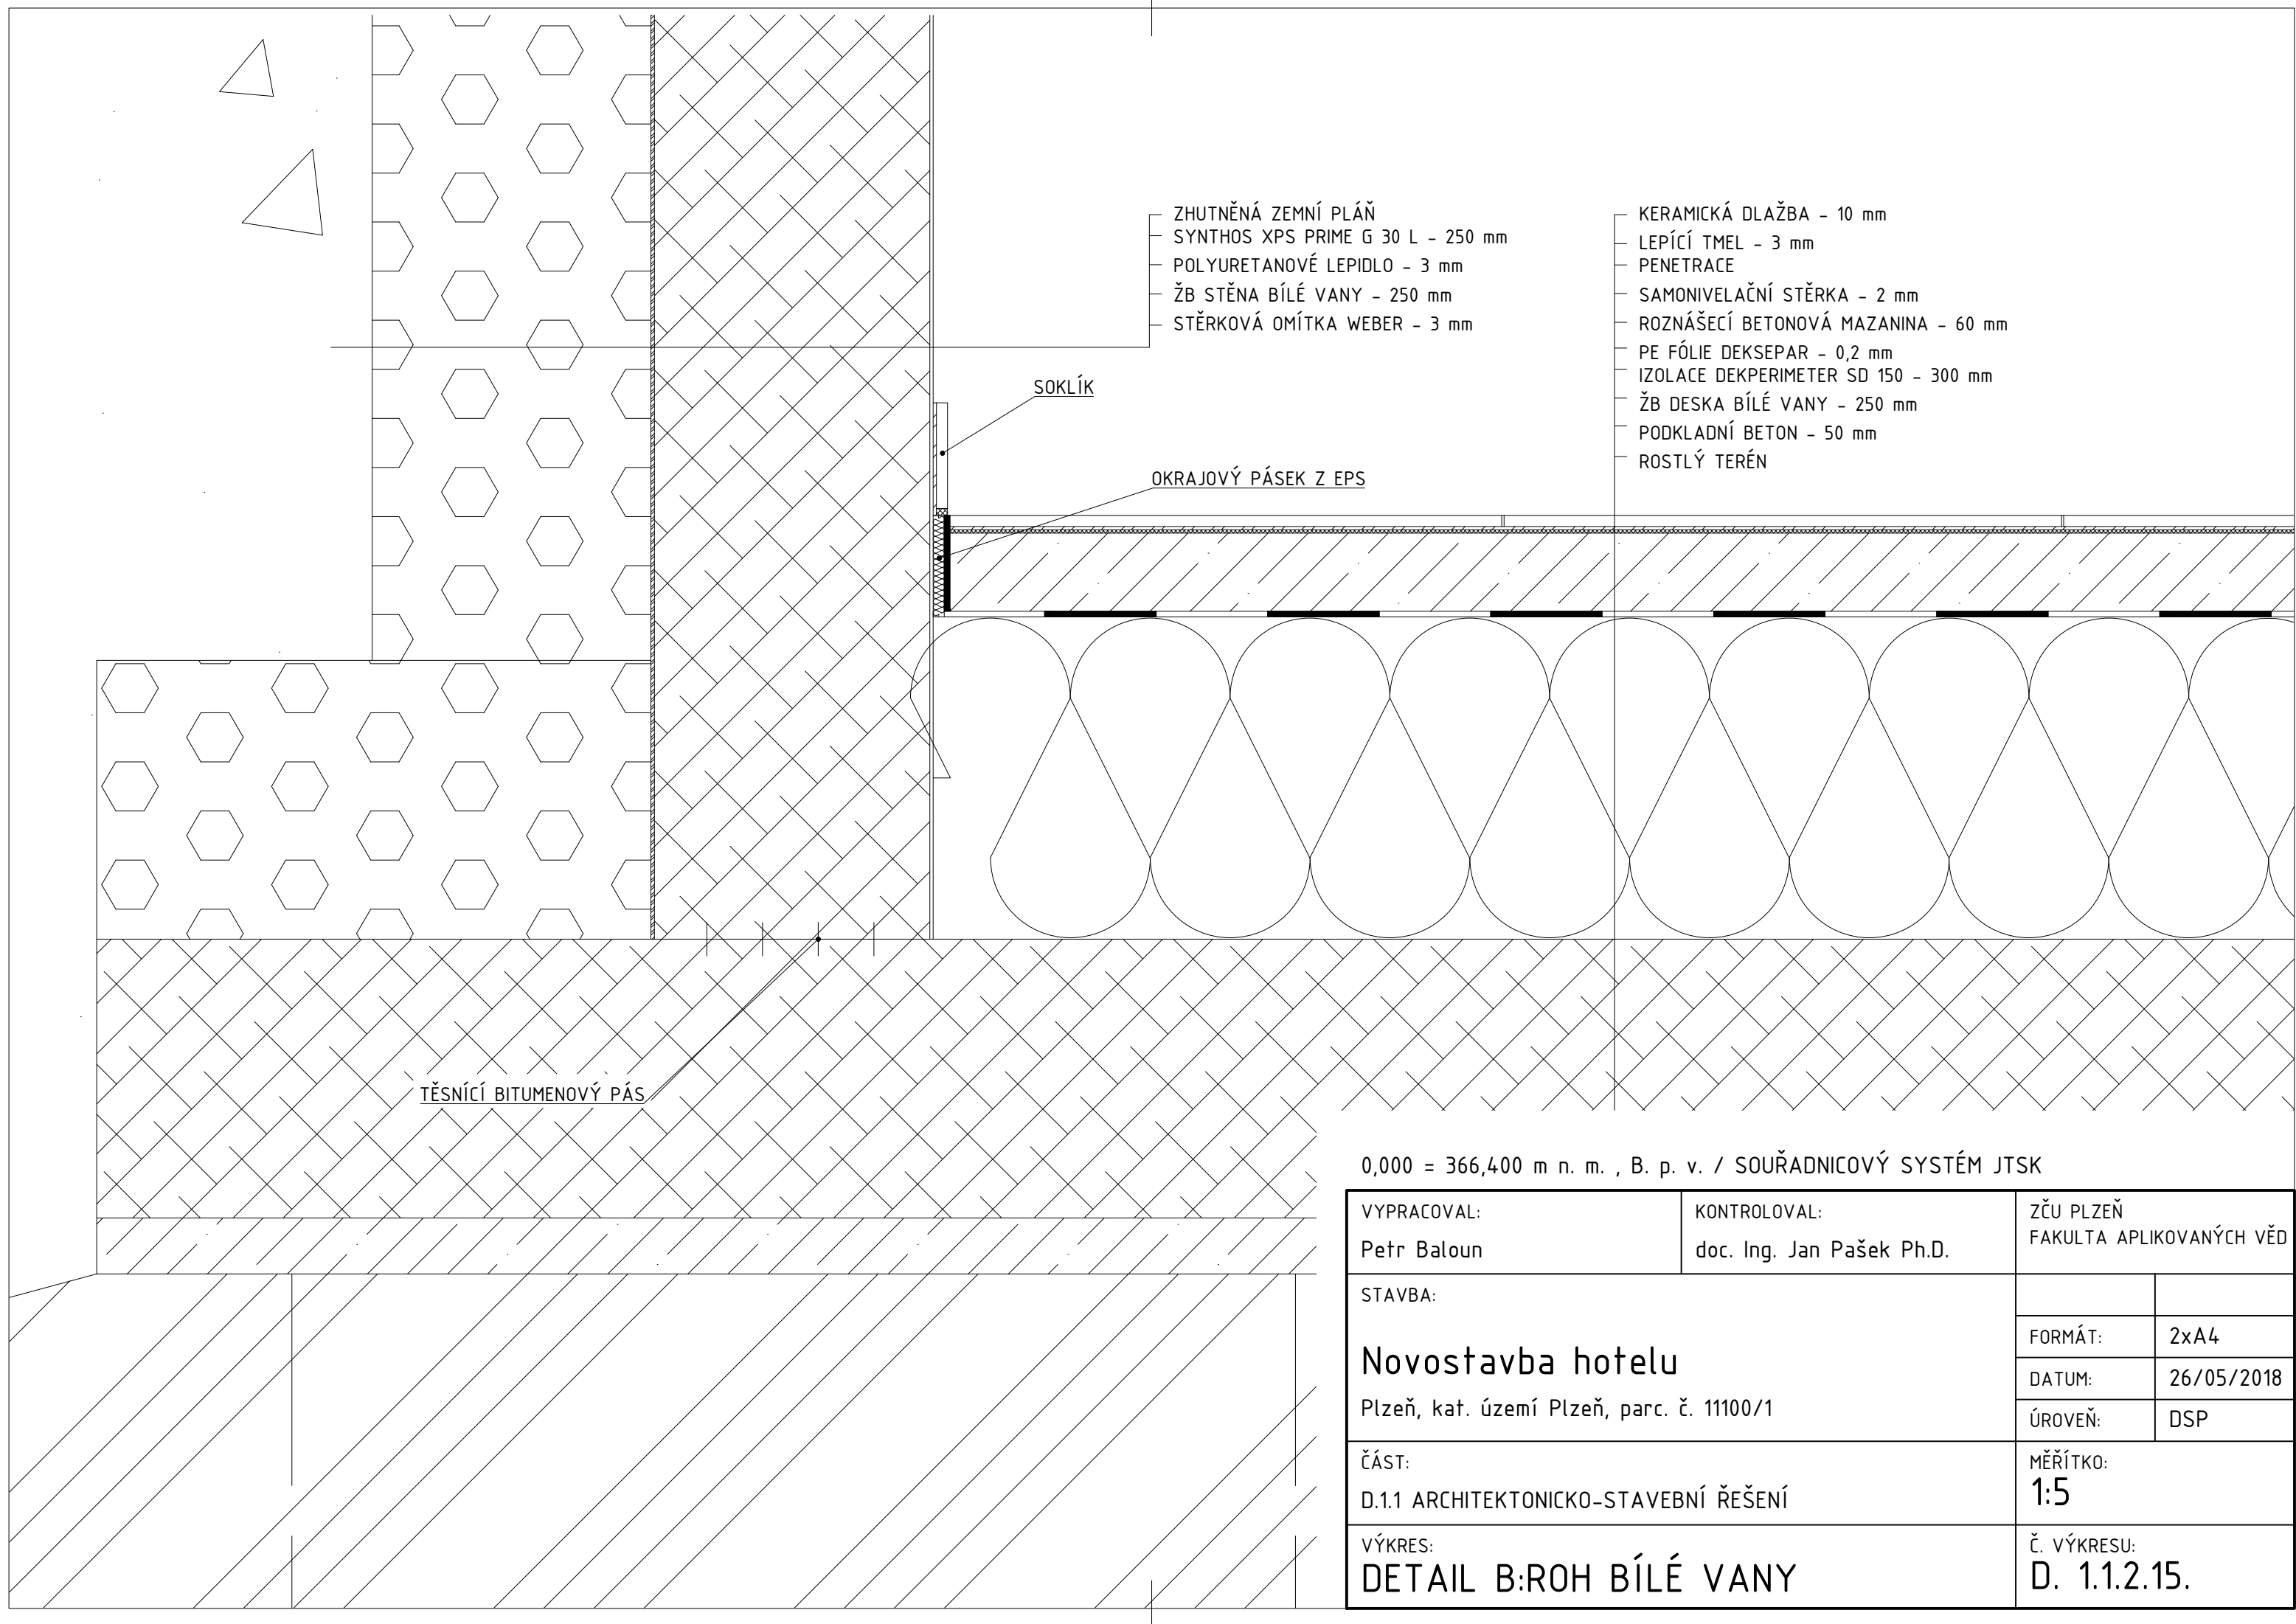 ZHUTNĚNÁ ZEMNÍ PLÁŇ
SYNTHOS XPS PRIME G 30 L - 250 mm
POLYURETANOVÉ LEPIDLO - 3 mm
ŽB STĚNA BÍLÉ VANY - 250 mm
STĚRKOVÁ OMÍTKA WEBER - 3 mm
KERAMICKÁ DLAŽBA - 10 mm
LEPÍCÍ TMEL - 3 mm
PENETRACE
SAMONIVELAČNÍ STĚRKA - 2 mm
ROZNÁŠECÍ BETONOVÁ MAZANINA - 60 mm
PE FÓLIE DEKSEPAR - 0,2 mm
IZOLACE DEKPERIMETER SD 150 - 300 mm
ŽB DESKA BÍLÉ VANY - 250 mm
PODKLADNÍ BETON - 50 mm
ROSTLÝ TERÉN
SOKLÍK
OKRAJOVÝ PÁSEK Z EPS
TĚSNÍCÍ BITUMENOVÝ PÁS
0,000 = 366,400 m n. m. , B. p. v. / SOUŘADNICOVÝ SYSTÉM JTSK
VYPRACOVAL:
Petr Baloun
KONTROLOVAL:
doc. Ing. Jan Pašek Ph.D.
ZČU PLZEŇ
FAKULTA APLIKOVANÝCH VĚD
STAVBA:
Novostavba hotelu
Plzeň, kat. území Plzeň, parc. č. 11100/1
FORMÁT: 2xA4
DATUM: 26/05/2018
ÚROVEŇ: DSP
ČÁST:
D.1.1 ARCHITEKTONICKO-STAVEBNÍ ŘEŠENÍ
MĚŘÍTKO:
1:5
VÝKRES:
DETAIL B:ROH BÍLÉ VANY
Č. VÝKRESU:
D. 1.1.2.15.